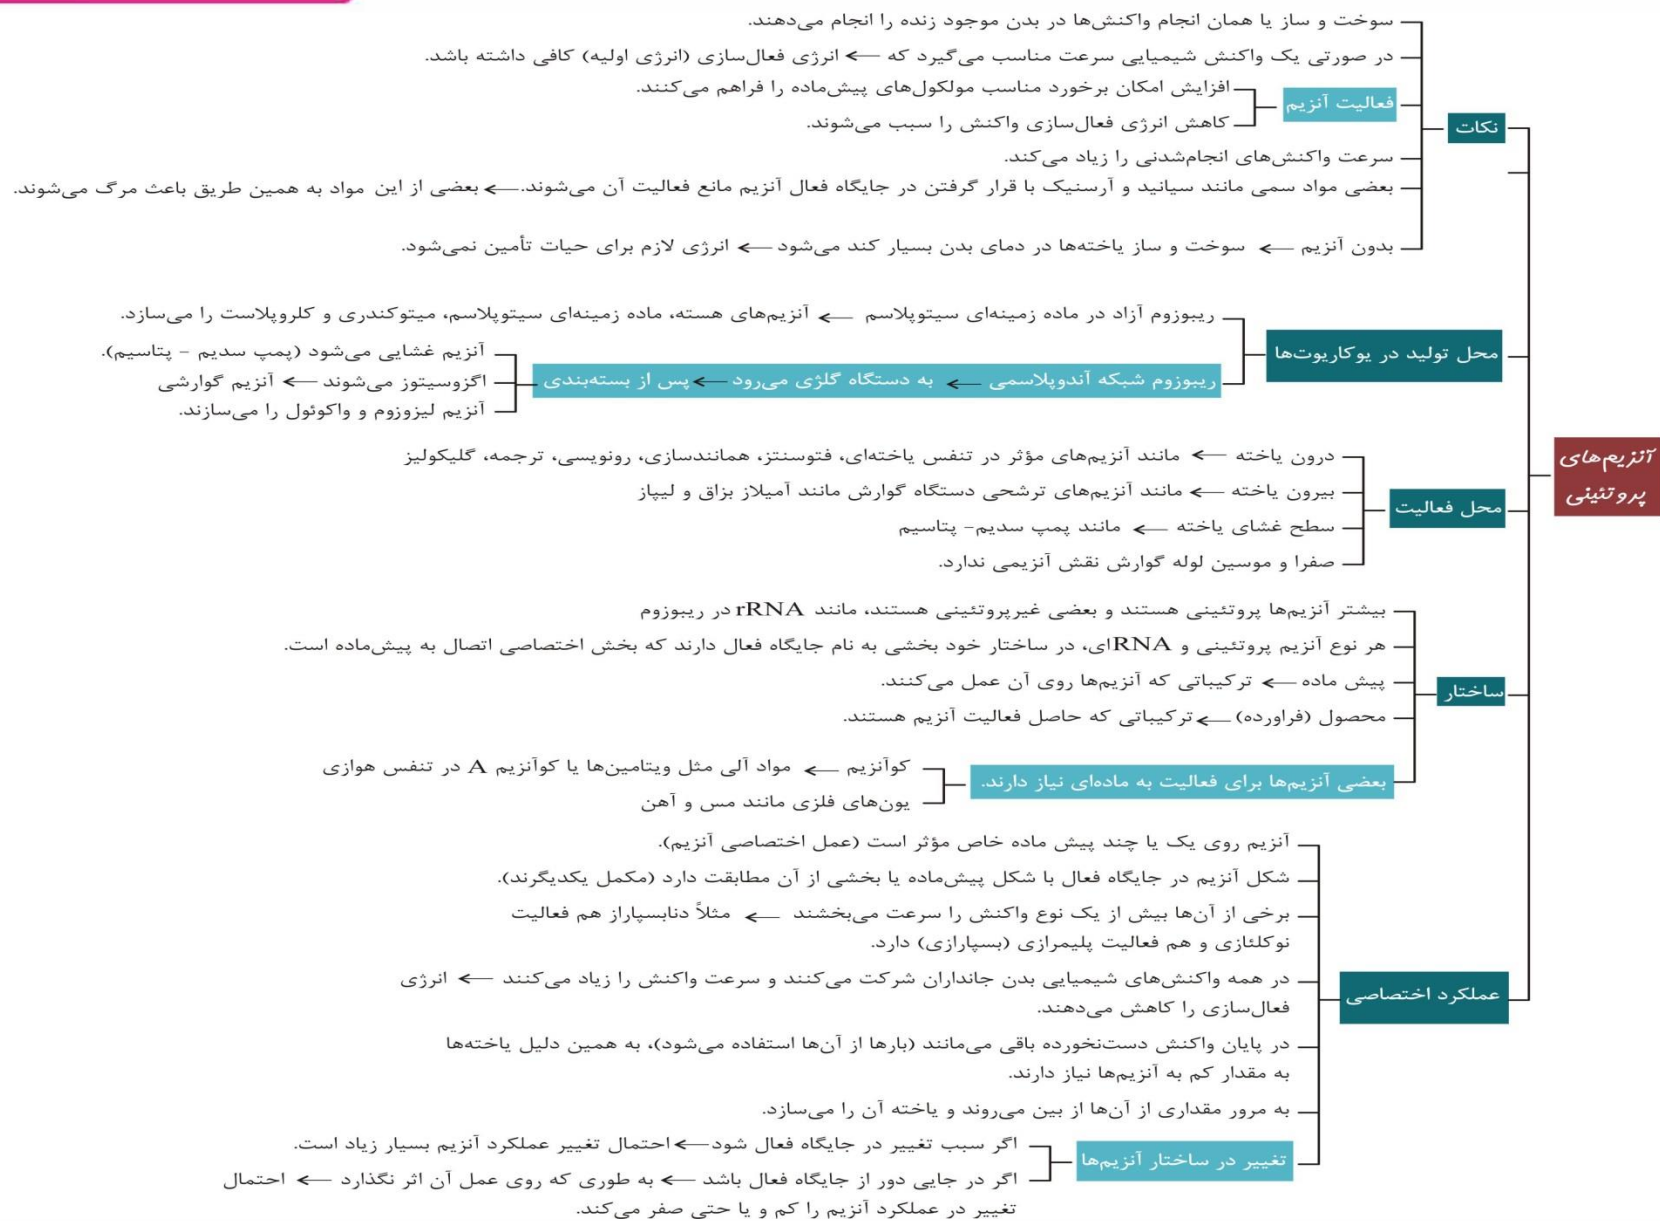 آنزیم‌های
پروتئینی
نکات
سوخت و ساز یا همان انجام واکنش‌ها در بدن موجود زنده را انجام می‌دهند.
در صورتی یک واکنش شیمیایی سرعت مناسب می‌گیرد که ← انرژی فعال‌سازی (انرژی اولیه) کافی داشته باشد.
فعالیت آنزیم
افزایش امکان برخورد مناسب مولکول‌های پیش‌ماده را فراهم می‌کنند.
کاهش انرژی فعال‌سازی واکنش را سبب می‌شوند.
سرعت واکنش‌های انجام‌شدنی را زیاد می‌کند.
بعضی مواد سمی مانند سیانید و آرسنیک با قرار گرفتن در جایگاه فعال آنزیم مانع فعالیت آن می‌شوند. ← بعضی از این مواد به همین طریق باعث مرگ می‌شوند.
بدون آنزیم ← سوخت و ساز یاخته‌ها در دمای بدن بسیار کند می‌شود ← انرژی لازم برای حیات تأمین نمی‌شود.
محل تولید در یوکاریوت‌ها
ریبوزوم آزاد در ماده زمینه‌ای سیتوپلاسم ← آنزیم‌های هسته، ماده زمینه‌ای سیتوپلاسم، میتوکندری و کلروپلاست را می‌سازد.
ریبوزوم شبکه آندوپلاسمی ← به دستگاه گلژی می‌رود ← پس از بسته‌بندی
آنزیم غشایی می‌شود (پمپ سدیم - پتاسیم).
اگزوسیتوز می‌شوند ← آنزیم گوارشی
آنزیم لیزوزوم و واکوئول را می‌سازند.
محل فعالیت
درون یاخته ← مانند آنزیم‌های مؤثر در تنفس یاخته‌ای، فتوسنتز، همانندسازی، رونویسی، ترجمه، گلیکولیز
بیرون یاخته ← مانند آنزیم‌های ترشحی دستگاه گوارش مانند آمیلاز بزاق و لیپاز
سطح غشای یاخته ← مانند پمپ سدیم- پتاسیم
صفرا و موسین لوله گوارش نقش آنزیمی ندارد.
ساختار
بیشتر آنزیم‌ها پروتئینی هستند و بعضی غیرپروتئینی هستند، مانند rRNA در ریبوزوم
هر نوع آنزیم پروتئینی و RNAای، در ساختار خود بخشی به نام جایگاه فعال دارند که بخش اختصاصی اتصال به پیش‌ماده است.
پیش ماده ← ترکیباتی که آنزیم‌ها روی آن عمل می‌کنند.
محصول (فراورده) ← ترکیباتی که حاصل فعالیت آنزیم هستند.
بعضی آنزیم‌ها برای فعالیت به ماده‌ای نیاز دارند.
کوآنزیم ← مواد آلی مثل ویتامین‌ها یا کوآنزیم A در تنفس هوازی
یون‌های فلزی مانند مس و آهن
عملکرد اختصاصی
آنزیم روی یک یا چند پیش ماده خاص مؤثر است (عمل اختصاصی آنزیم).
شکل آنزیم در جایگاه فعال با شکل پیش‌ماده یا بخشی از آن مطابقت دارد (مکمل یکدیگرند).
برخی از آن‌ها بیش از یک نوع واکنش را سرعت می‌بخشند ← مثلاً دنابسپاراز هم فعالیت
نوکلئازی و هم فعالیت پلیمرازی (بسپارازی) دارد.
در همه واکنش‌های شیمیایی بدن جانداران شرکت می‌کنند و سرعت واکنش را زیاد می‌کنند ← انرژی
فعال‌سازی را کاهش می‌دهند.
در پایان واکنش دست‌نخورده باقی می‌مانند (بارها از آن‌ها استفاده می‌شود)، به همین دلیل یاخته‌ها
به مقدار کم به آنزیم‌ها نیاز دارند.
به مرور مقداری از آن‌ها از بین می‌روند و یاخته آن را می‌سازد.
تغییر در ساختار آنزیم‌ها
اگر سبب تغییر در جایگاه فعال شود ← احتمال تغییر عملکرد آنزیم بسیار زیاد است.
اگر در جایی دور از جایگاه فعال باشد ← به طوری که روی عمل آن اثر نگذارد ← احتمال
تغییر در عملکرد آنزیم را کم و یا حتی صفر می‌کند.